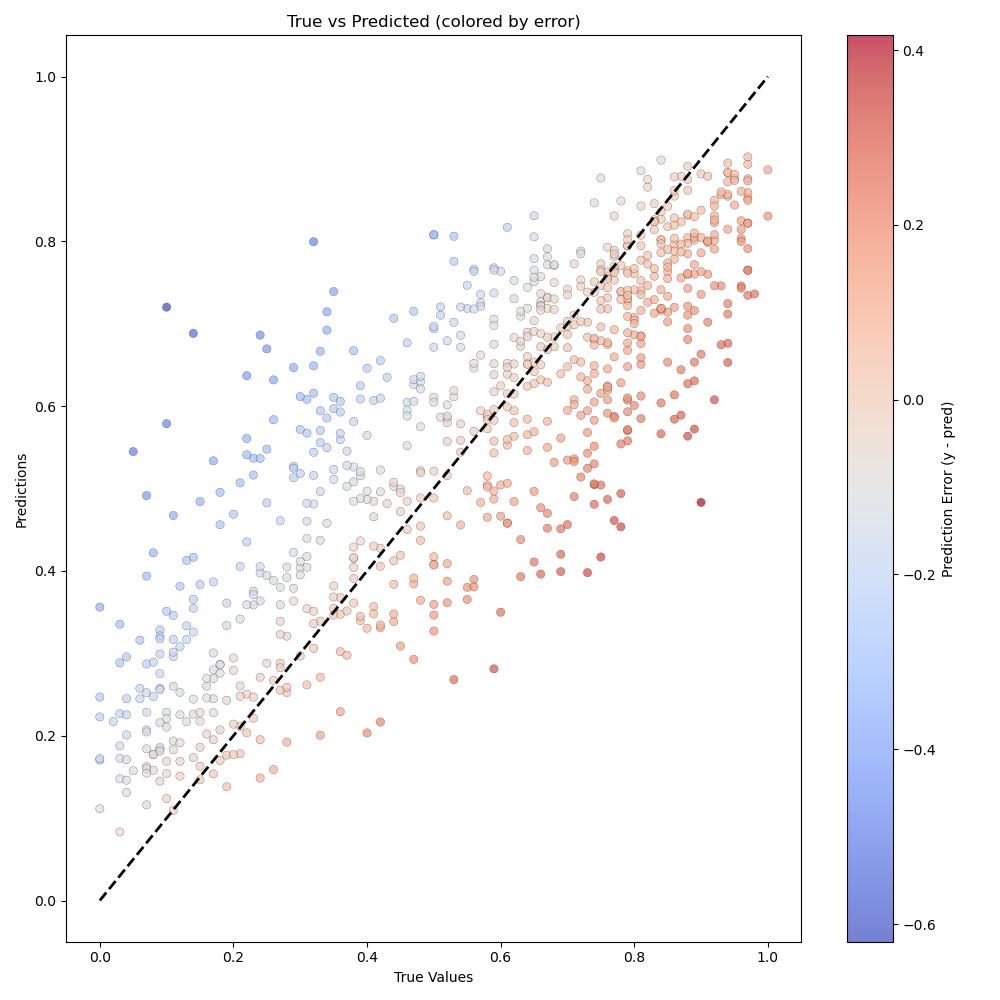 True vs Predicted (colored by error)
1.0
0.8
0.6
0.4
0.2
0.0
Predictions
0.0 0.2 0.4 0.6 0.8 1.0
True Values
0.4
0.2
0.0
−0.2
−0.4
−0.6
Prediction Error (y - pred)